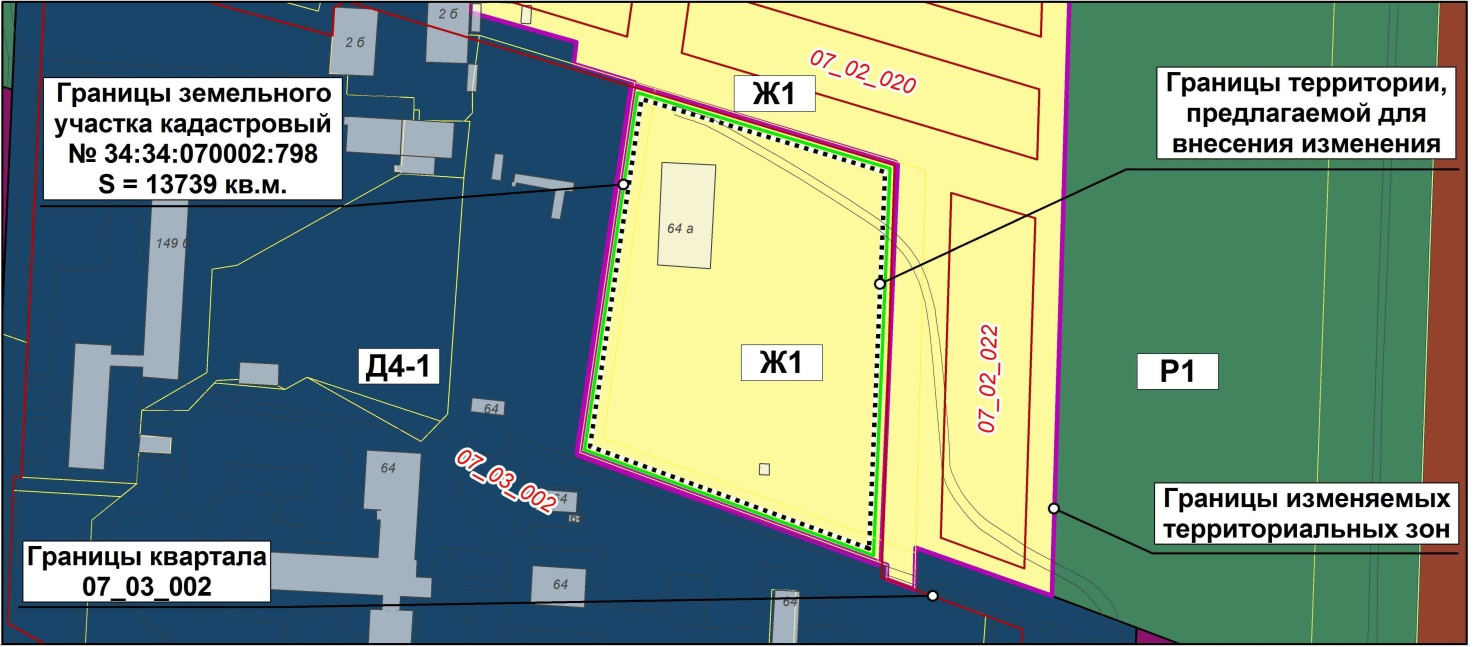 2 б
2 б
07_02_020
Ж1
Границы земельного
участка кадастровый
№ 34:34:070002:798
S = 13739 кв.м.
Границы территории,
предлагаемой для
внесения изменения
149 б
64 а
Д4-1
Ж1
07_02_022
Р1
64
07_03_002
64
64
Границы изменяемых
территориальных зон
Границы квартала
07_03_002
64
64